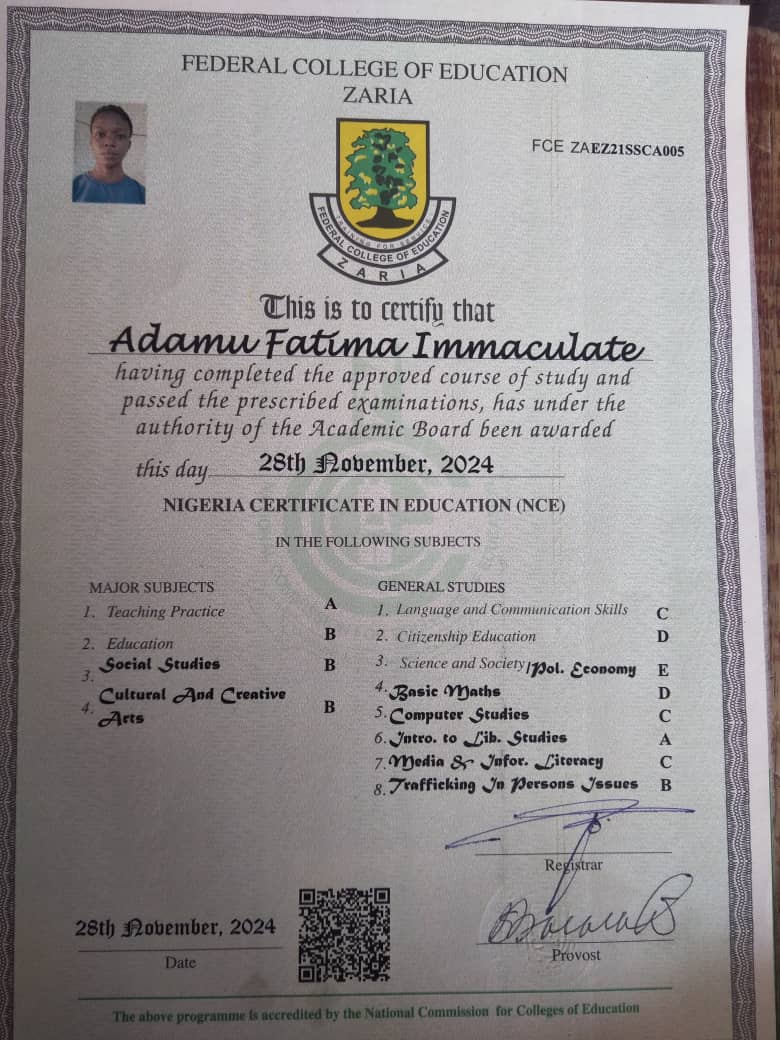 FEDERAL COLLEGE OF EDUCATION
ZARIA
FCE ZAEZ21SSCA005
TRAINING FOR SERVICE
FEDERAL COLLEGE OF EDUCATION
ZARIA
This is to certify that
Adamu Fatima Immaculate
having completed the approved course of study and
passed the prescribed examinations, has under the
authority of the Academic Board been awarded
this day 28th November, 2024
NIGERIA CERTIFICATE IN EDUCATION (NCE)
IN THE FOLLOWING SUBJECTS
MAJOR SUBJECTS
1. Teaching Practice A
2. Education B
3. Social Studies B
4. Cultural And Creative
Arts B
GENERAL STUDIES
1. Language and Communication Skills C
2. Citizenship Education D
3. Science and Society/Pol. Economy E
4. Basic Maths D
5. Computer Studies C
6. Intro. to Lib. Studies A
7. Media & Infor. Literacy C
8. Trafficking In Persons Issues B
Registrar
28th November, 2024
Date
Provost
The above programme is accredited by the National Commission for Colleges of Education